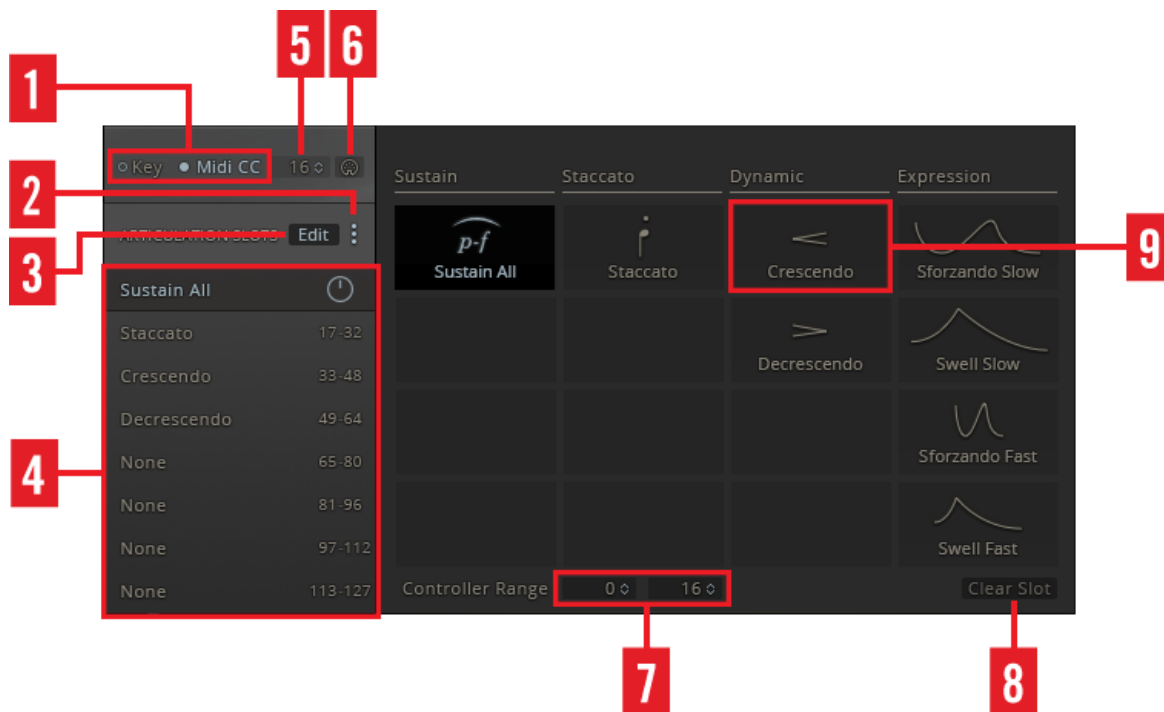 5 6
1
Key Midi CC 16
2
Sustain Staccato Dynamic Expression
ARTICULATION SLOTS Edit
p-f
3
9
Sustain All Staccato Crescendo Sforzando Slow
Sustain All
Staccato 17-32
Crescendo 33-48
Decrescendo Swell Slow
Decrescendo 49-64
None 65-80
Sforzando Fast
4
None 81-96
None 97-112
Swell Fast
None 113-127
Controller Range 0 16 Clear Slot
7 8